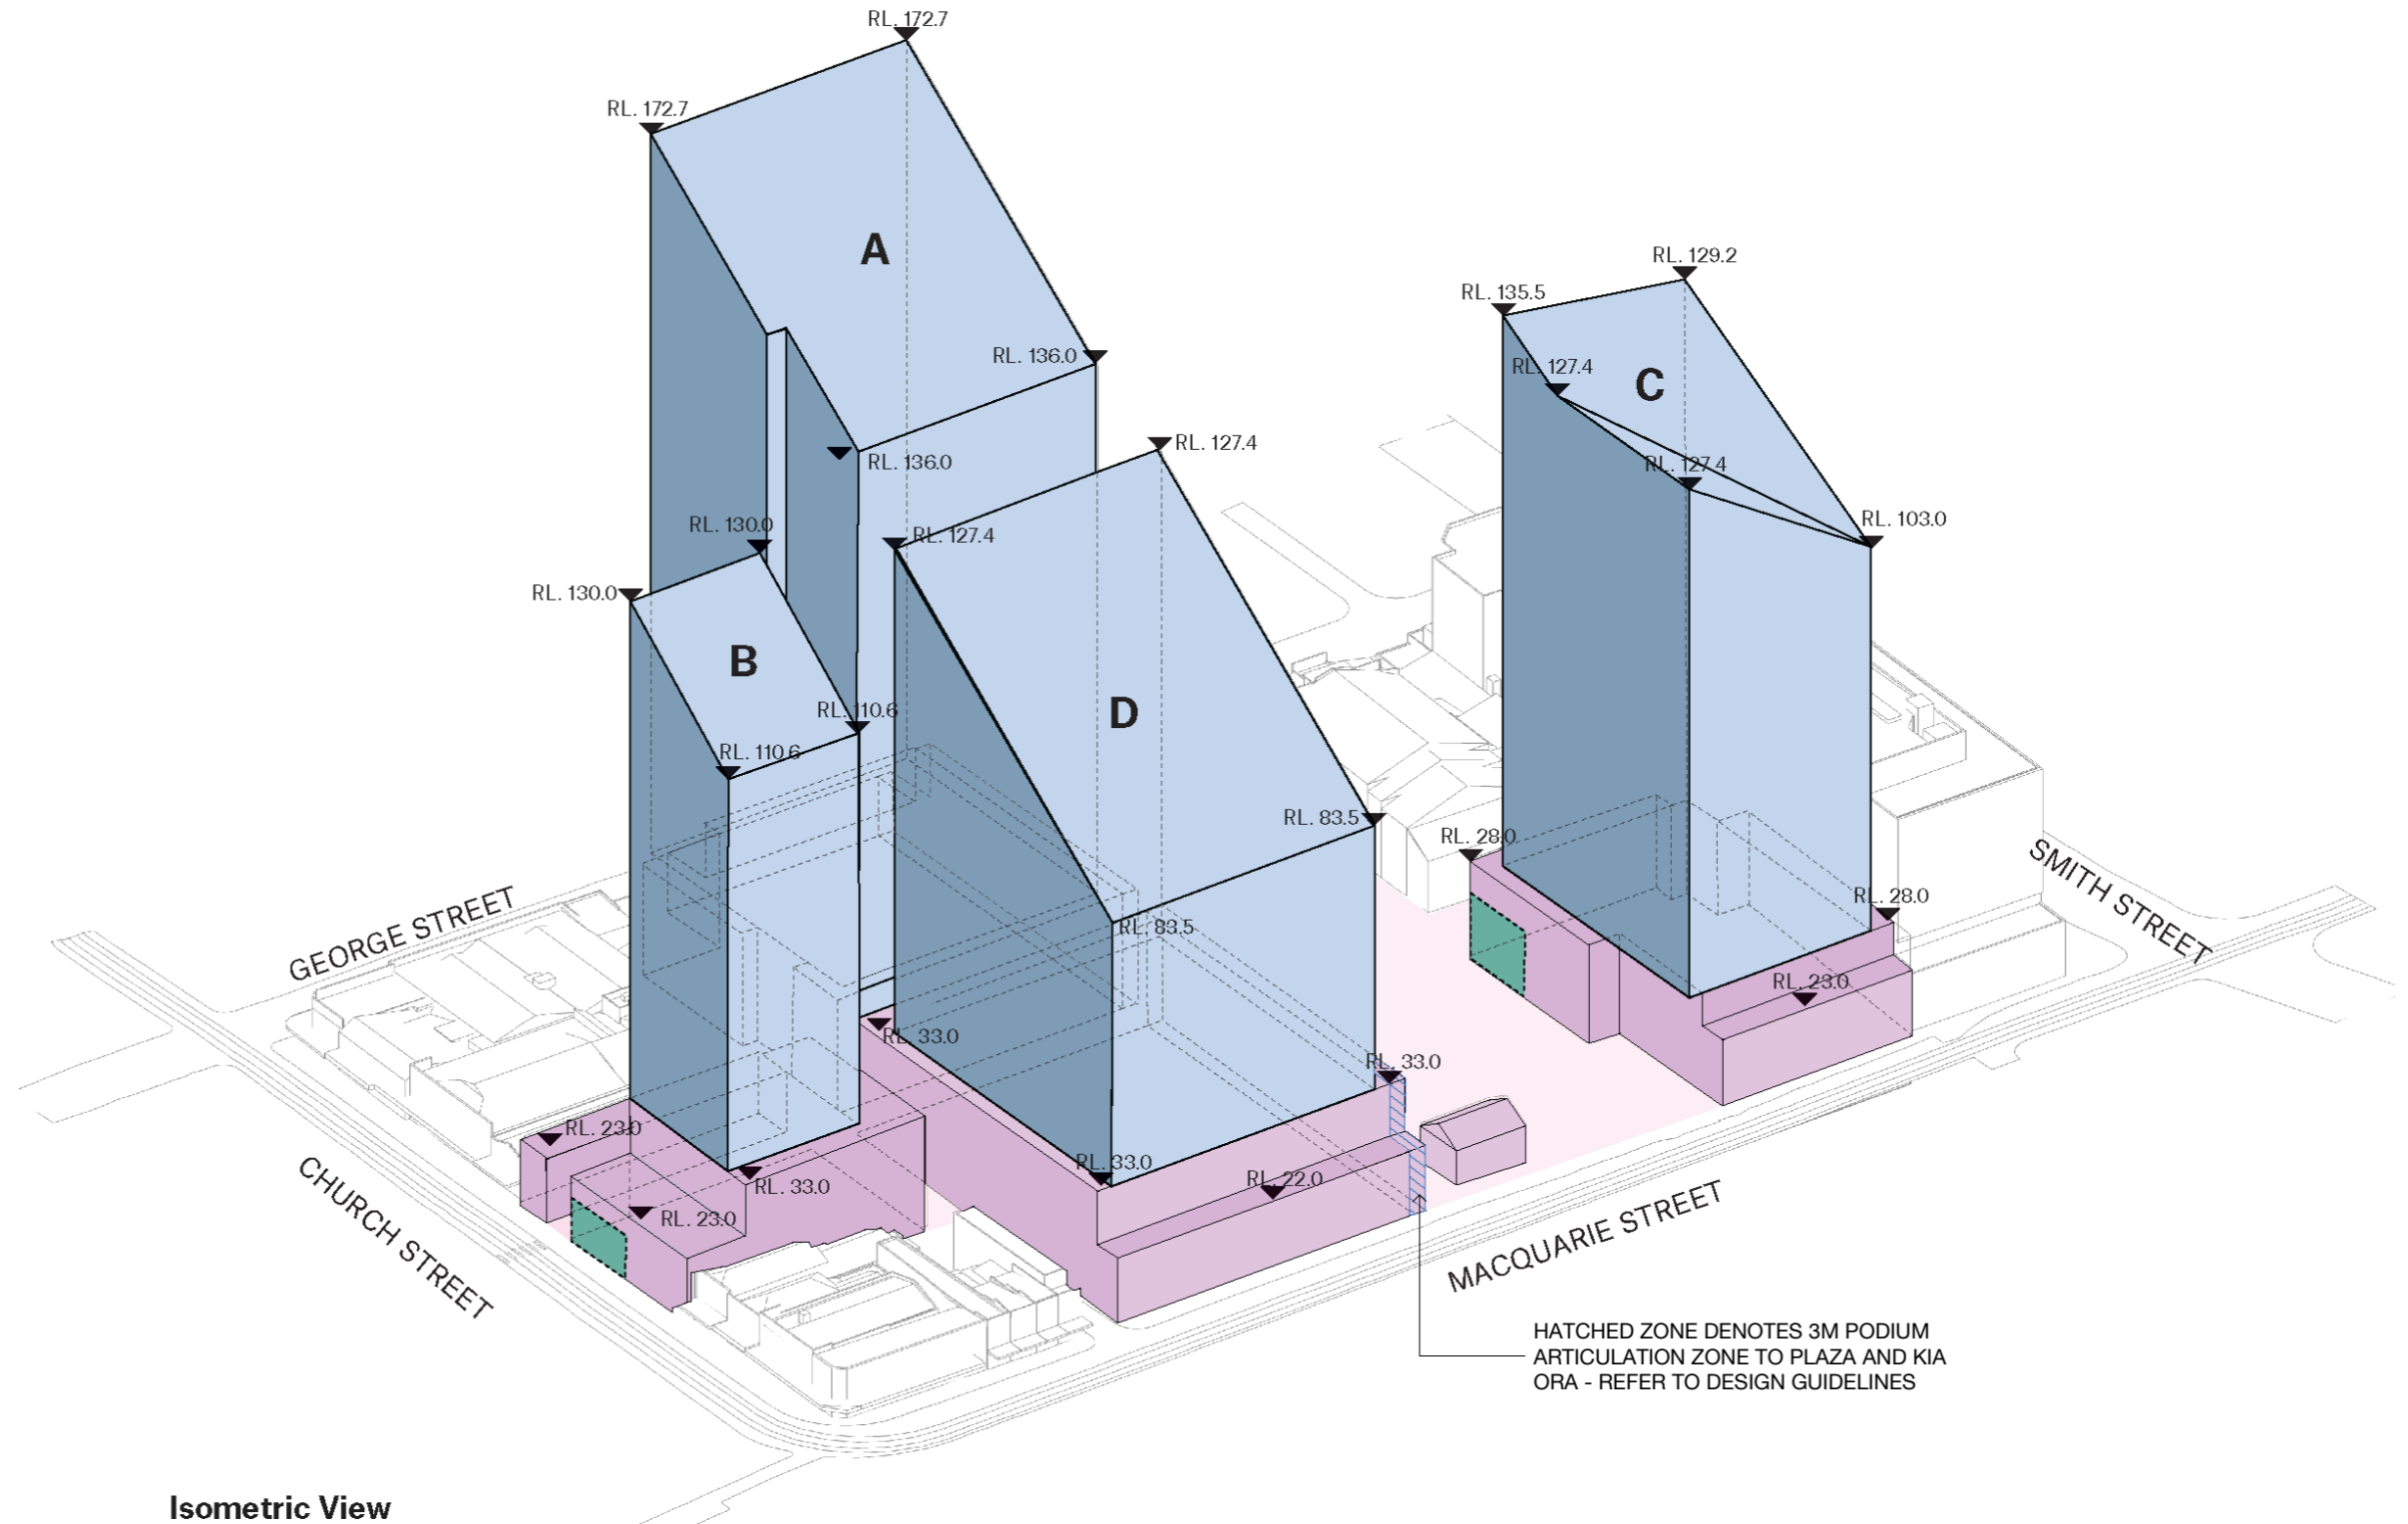 RL. 172.7
RL. 172.7
A
RL. 129.2
RL. 135.5
RL. 136.0
RL. 127.4
C
RL. 127.4
RL. 136.0
RL. 127.4
RL. 130.0
RL. 127.4
RL. 103.0
RL. 130.0
B
RL. 110.6
D
RL. 110.6
RL. 83.5
RL. 28.0
SMITH STREET
RL. 28.0
GEORGE STREET
RL. 83.5
RL. 23.0
RL. 33.0
RL. 33.0
RL. 23.0
RL. 33.0
RL. 22.0
RL. 33.0
RL. 23.0
CHURCH STREET
MACQUARIE STREET
HATCHED ZONE DENOTES 3M PODIUM
ARTICULATION ZONE TO PLAZA AND KIA
ORA - REFER TO DESIGN GUIDELINES
Isometric View